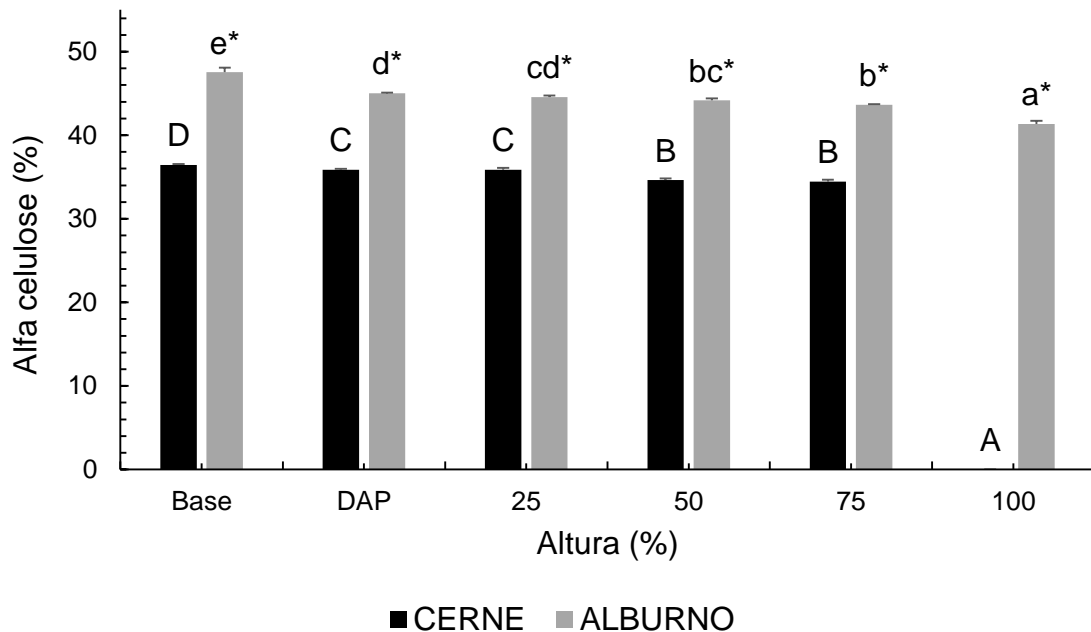 Alfa celulose (%)
50
40
30
20
10
0
e*
d*
cd*
bc*
b*
a*
D
C
C
B
B
A
Base DAP 25 50 75 100
Altura (%)
CERNE ALBURNO